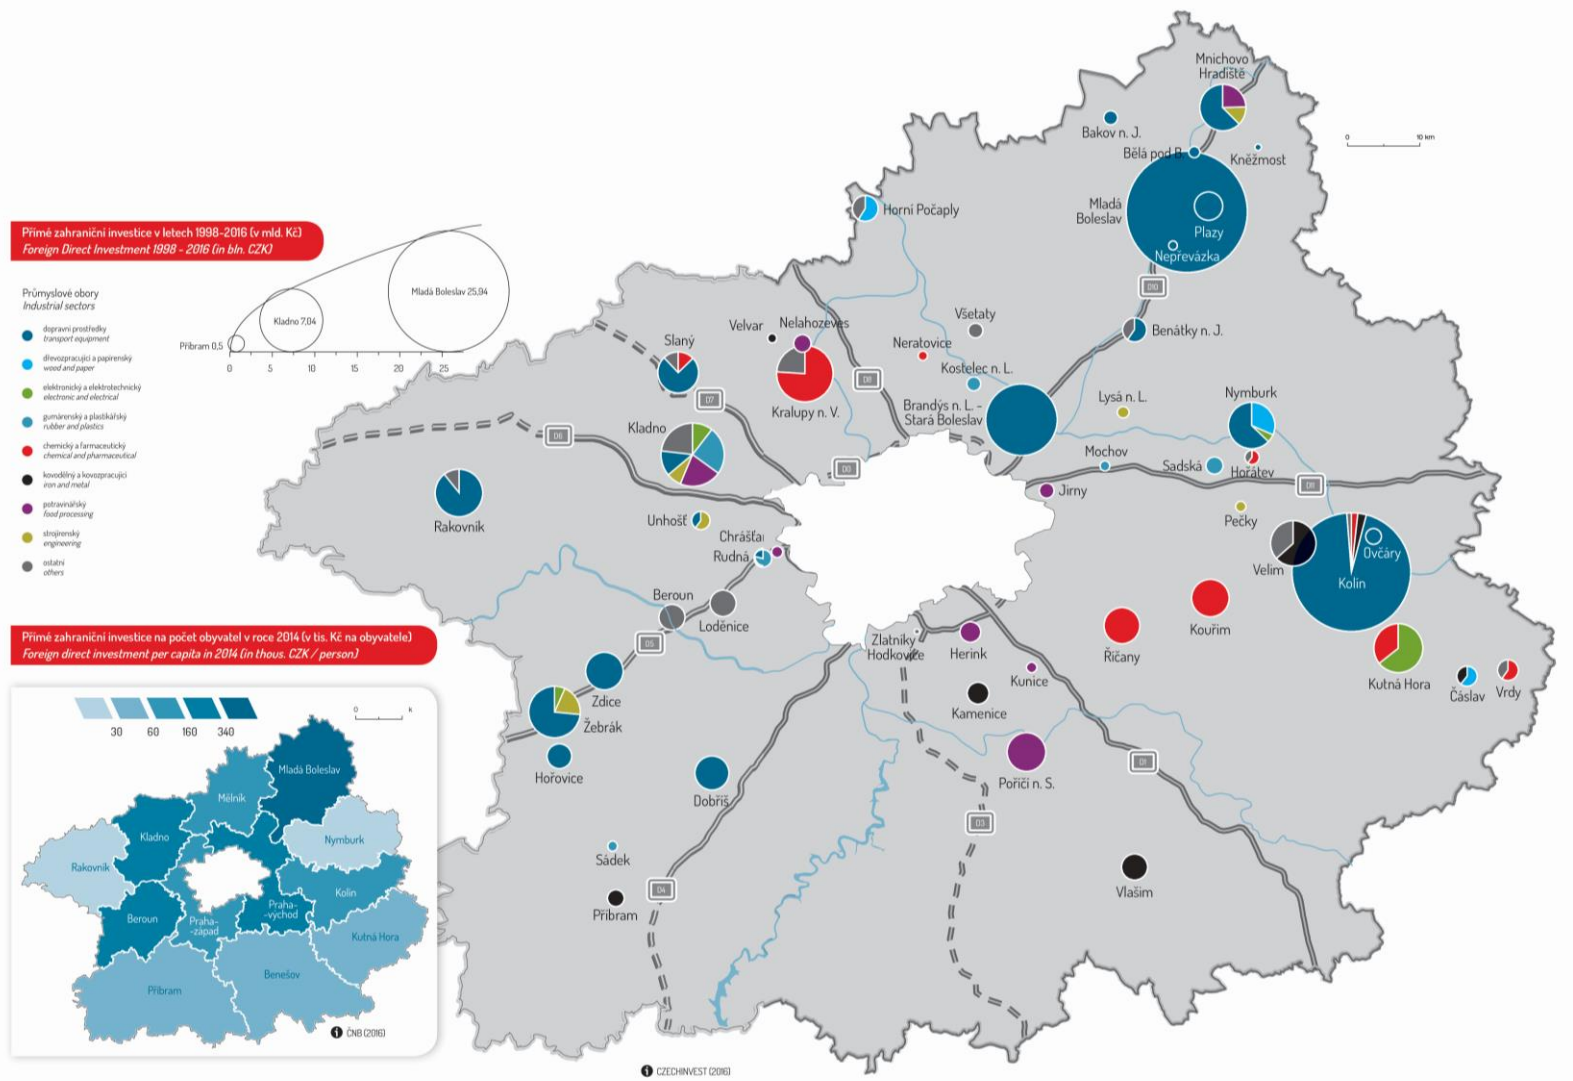 Přímé zahraniční investice v letech 1998-2016 (v mld. Kč)
Foreign Direct Investment 1998 - 2016 (in bln. CZK)
Průmyslové obory
Industrial sectors
dopravní prostředky
transport equipment
dřevozpracující a papírenský
wood and paper
elektronický a elektrotechnický
electronic and electrical
gumárenský a plastikářský
rubber and plastics
chemický a farmaceutický
chemical and pharmaceutical
kovodělný a kovozpracující
iron and metal
potravinářský
food processing
strojírenský
engineering
ostatní
others
Příbram 0,5
Kladno 7,04
Mladá Boleslav 25,94
0 5 10 15 20 25
0 10 km
Mnichovo
Hradiště
Bakov n. J.
Bělá pod B.
Kněžmost
Mladá
Boleslav
Plazy
Nepřevázka
Horní Počaply
D10
Benátky n. J.
Všetaty
Velvar
Nelahozeves
Neratovice
Slaný
Kostelec n. L.
D8
D7
Kralupy n. V.
Brandýs n. L. -
Stará Boleslav
Lysá n. L.
Nymburk
Kladno
D6
D0
Mochov
Sadská
Hořátev
D11
Jirny
Rakovník
Unhošť
Pečky
Chrášťa
Rudná
Ovčáry
Velim
Kolín
Beroun
Loděnice
Kouřim
Říčany
Zlatníky
Hodkovice
Herink
D5
Kunice
Kutná Hora
Čáslav
Vrdy
Zdice
Žebrák
Kamenice
Hořovice
Dobříš
Poříčí n. S.
D1
D3
Sádek
Vlašim
D4
Příbram
Přímé zahraniční investice na počet obyvatel v roce 2014 (v tis. Kč na obyvatele)
Foreign direct investment per capita in 2014 (in thous. CZK / person)
30 60 160 340
0 k
Mladá Boleslav
Mělník
Kladno
Nymburk
Rakovník
Kolín
Beroun
Praha-
-východ
Praha-
-západ
Kutná Hora
Benešov
Příbram
i ČNB (2016)
i CZECHINVEST (2016)